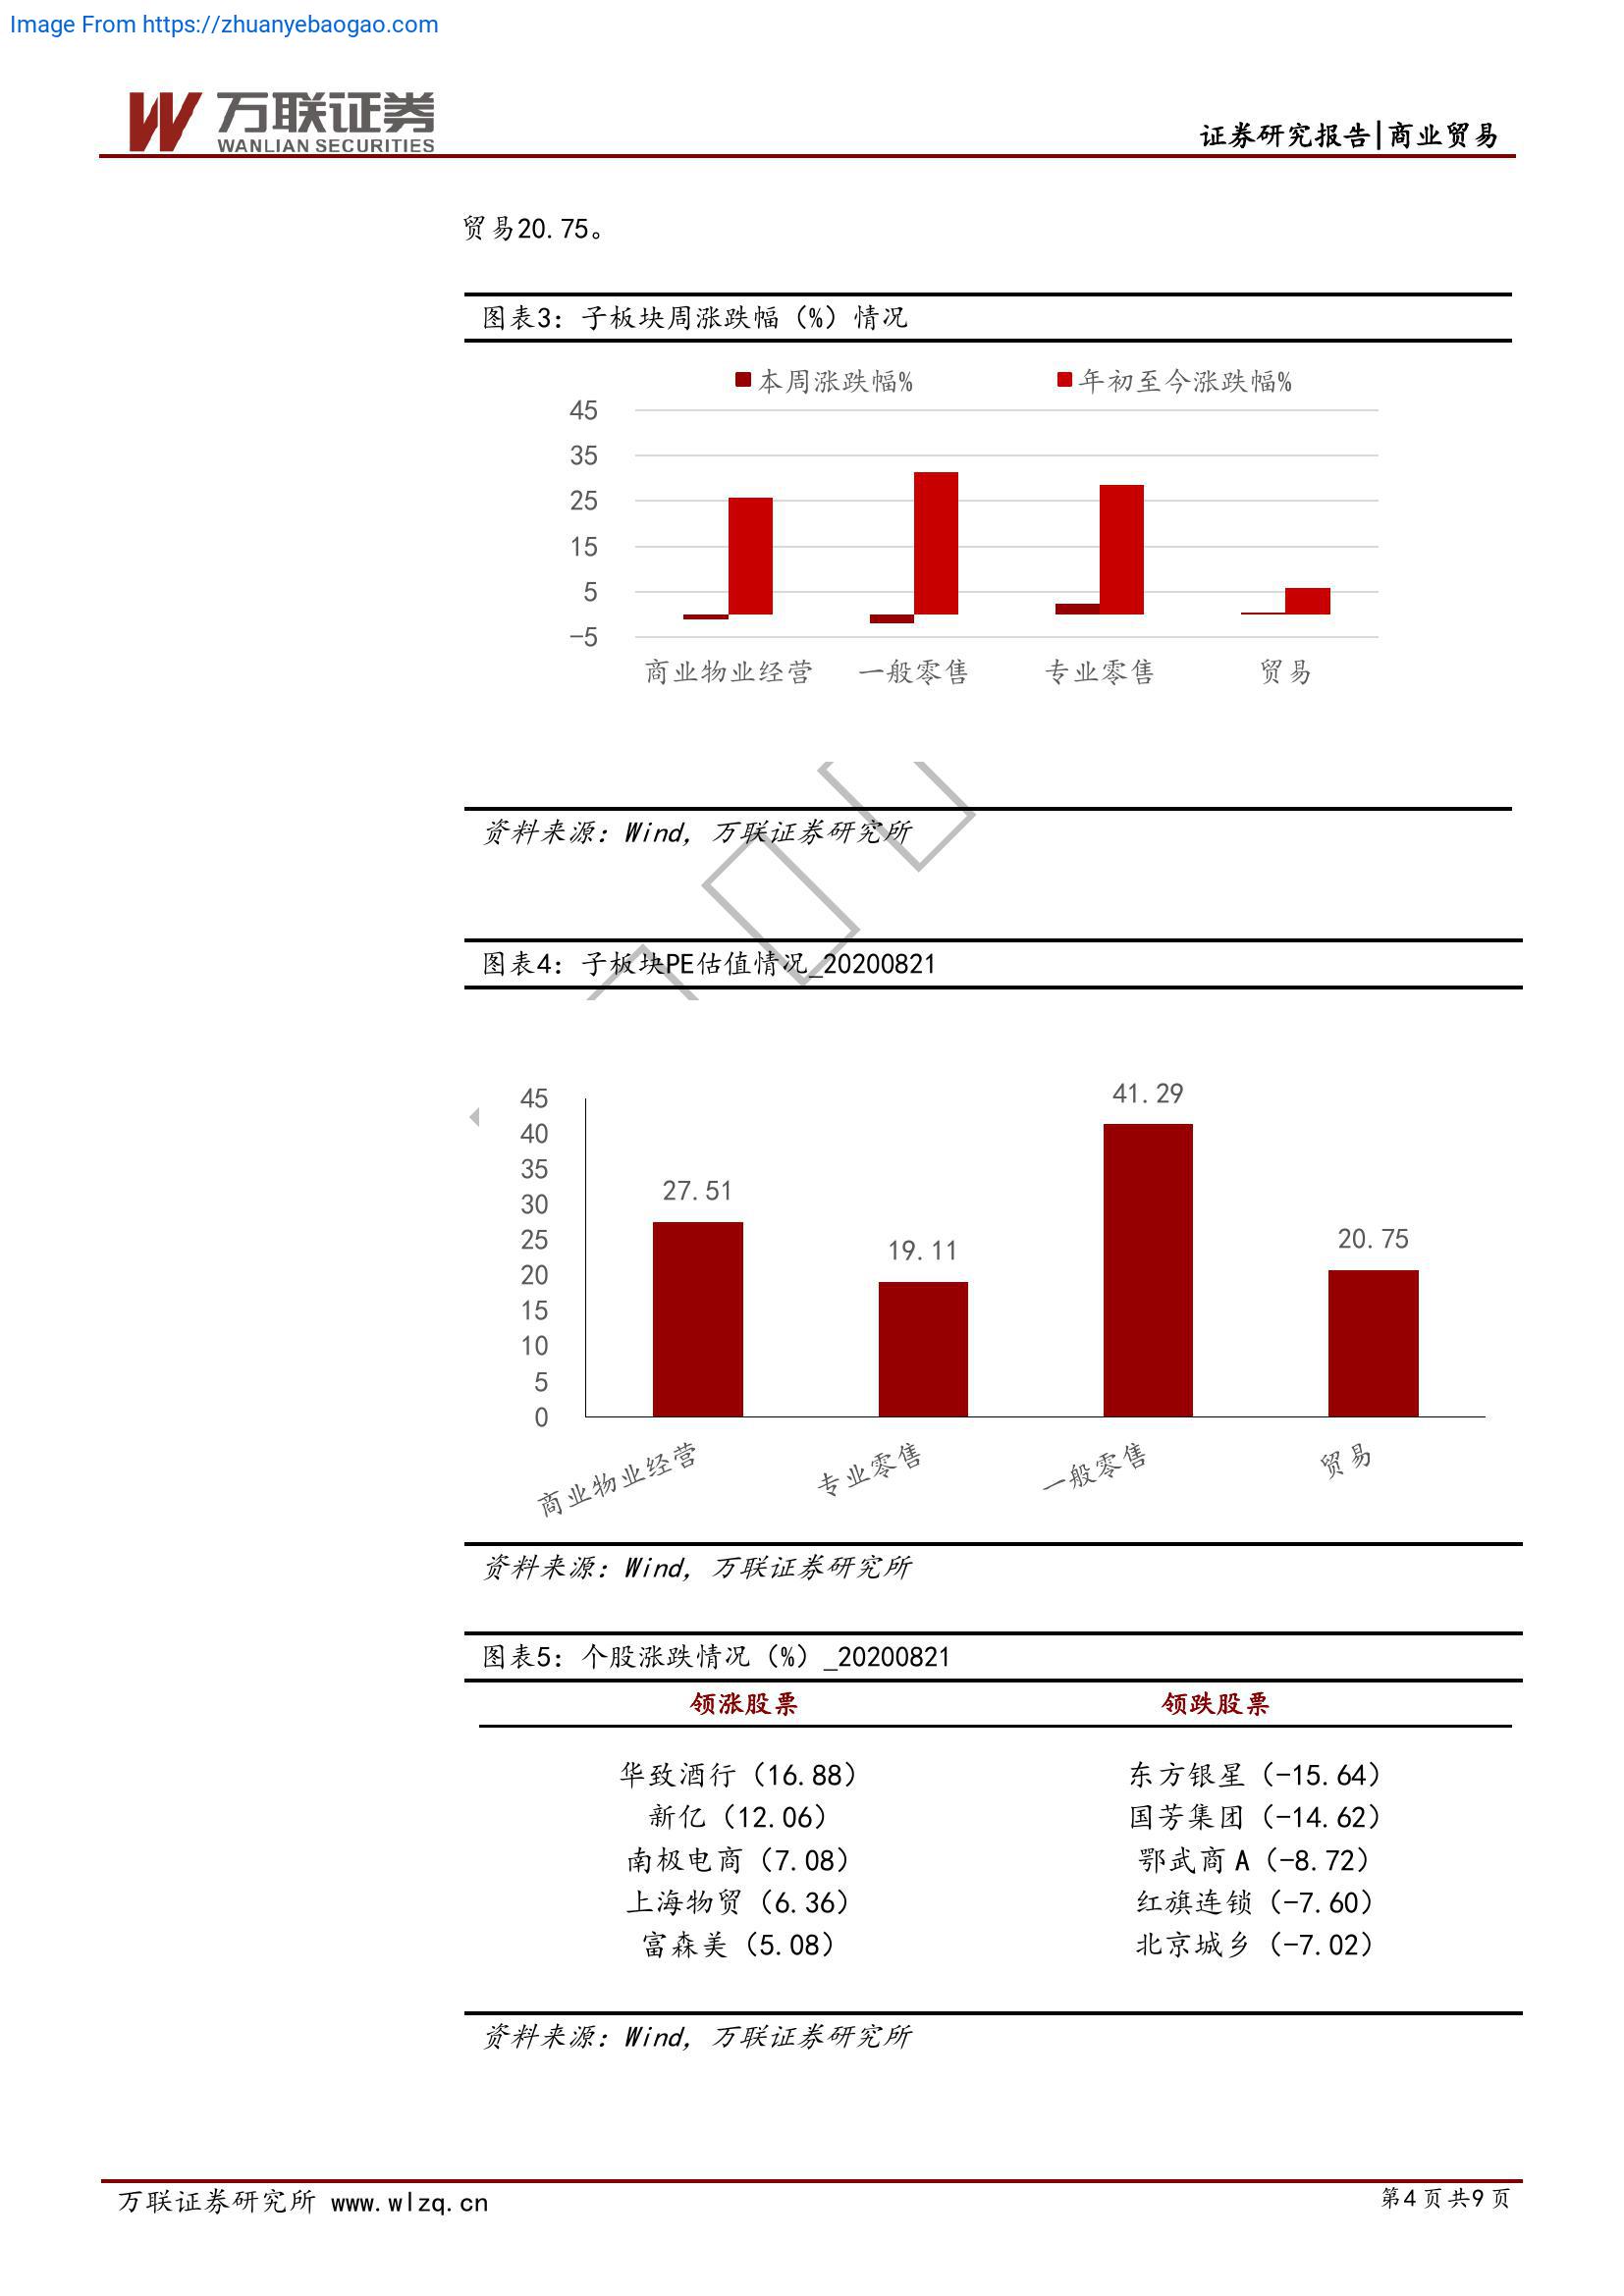 Image From https://zhuanyebaogao.com
万联证券
WANLIAN SECURITIES
证券研究报告|商业贸易
贸易20.75。
图表3：子板块周涨跌幅（%）情况
本周涨跌幅% 年初至今涨跌幅%
45
35
25
15
5
-5
商业物业经营 一般零售 专业零售 贸易
资料来源：Wind，万联证券研究所
图表4：子板块PE估值情况_20200821
45
40
35
30
25
20
15
10
5
0
27.51
19.11
41.29
20.75
商业物业经营 专业零售 一般零售 贸易
资料来源：Wind，万联证券研究所
图表5：个股涨跌情况（%）_20200821
领涨股票 领跌股票
华致酒行（16.88） 东方银星（-15.64）
新亿（12.06） 国芳集团（-14.62）
南极电商（7.08） 鄂武商A（-8.72）
上海物贸（6.36） 红旗连锁（-7.60）
富森美（5.08） 北京城乡（-7.02）
资料来源：Wind，万联证券研究所
万联证券研究所 www.wlzq.cn 第4页共9页